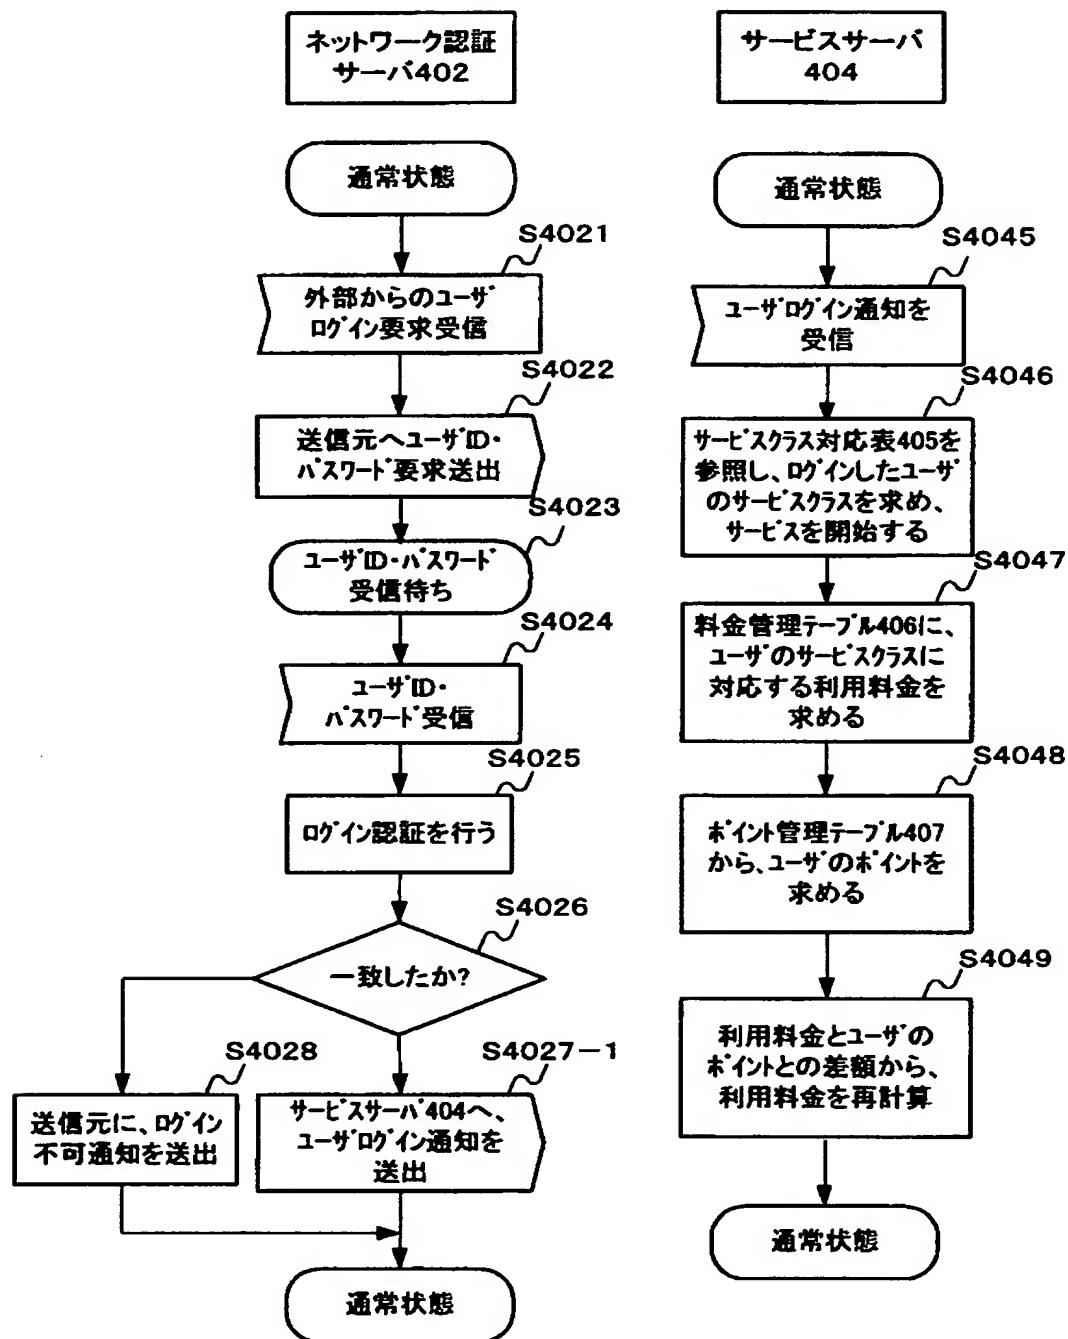 ネットワーク認証
サーバ402
通常状態
S4021
外部からのユーザ
ログイン要求受信
S4022
送信元へユーザID・
パスワード要求送出
S4023
ユーザID・パスワード
受信待ち
S4024
ユーザID・
パスワード受信
S4025
ログイン認証を行う
S4026
一致したか?
S4028
送信元に、ログイン
不可通知を送出
S4027-1
サービスサーバ404へ、
ユーザログイン通知を
送出
通常状態
サービスサーバ
404
通常状態
S4045
ユーザログイン通知を
受信
S4046
サービスクラス対応表405を
参照し、ログインしたユーザ
のサービスクラスを求め、
サービスを開始する
S4047
料金管理テーブル406に、
ユーザのサービスクラスに
対応する利用料金を
求める
S4048
ポイント管理テーブル407
から、ユーザのポイントを
求める
S4049
利用料金とユーザの
ポイントとの差額から、
利用料金を再計算
通常状態